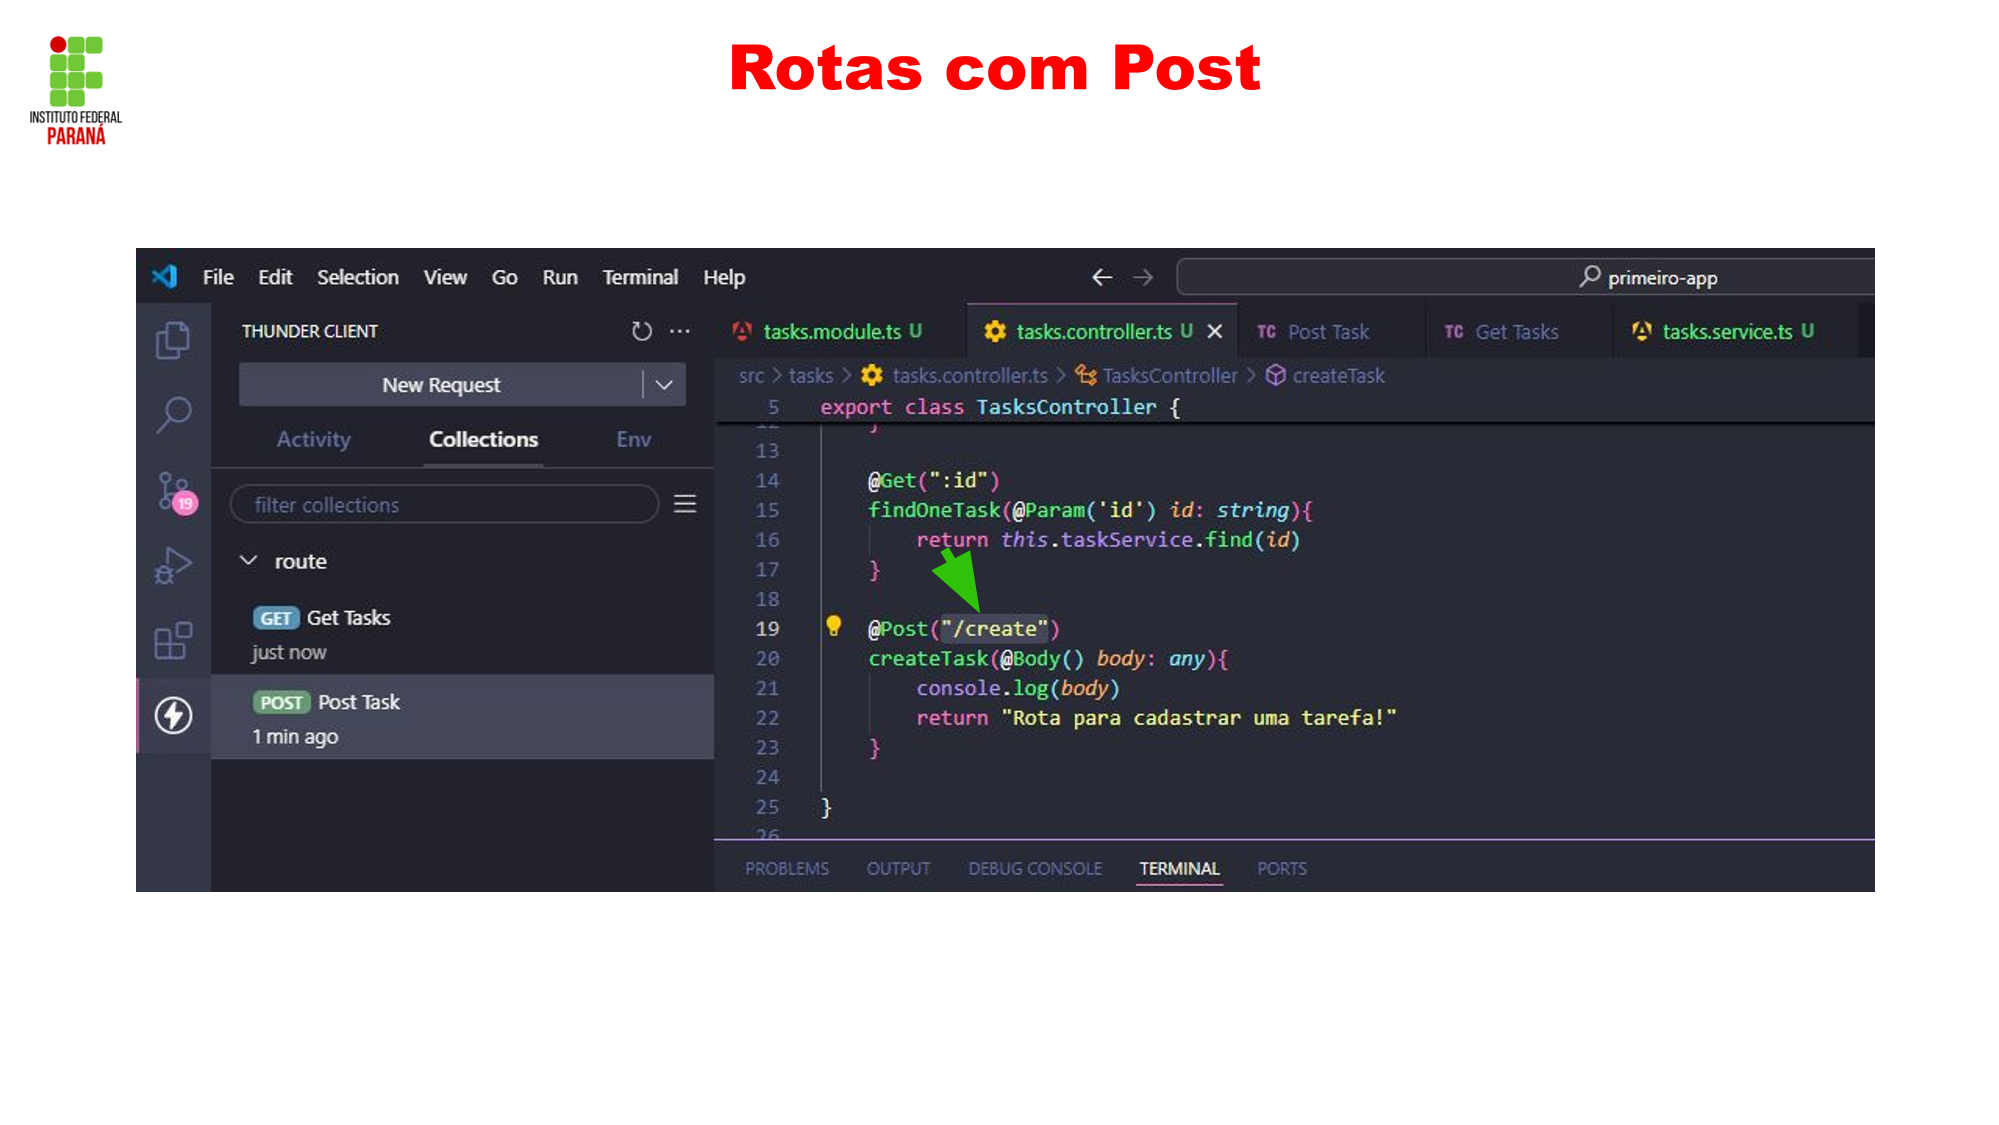 INSTITUTO FEDERAL
PARANÁ
Rotas com Post
File Edit Selection View Go Run Terminal Help
primeiro-app
THUNDER CLIENT
New Request
Activity Collections Env
filter collections
route
GET Get Tasks
just now
POST Post Task
1 min ago
19
tasks.module.ts U
tasks.controller.ts U
TC Post Task
TC Get Tasks
tasks.service.ts U
src > tasks > tasks.controller.ts > TasksController > createTask
5 export class TasksController {
12 }
13
14 @Get(":id")
15 findOneTask(@Param('id') id: string){
16 return this.taskService.find(id)
17 }
18
19 @Post("/create")
20 createTask(@Body() body: any){
21 console.log(body)
22 return "Rota para cadastrar uma tarefa!"
23 }
24
25 }
26
PROBLEMS OUTPUT DEBUG CONSOLE TERMINAL PORTS